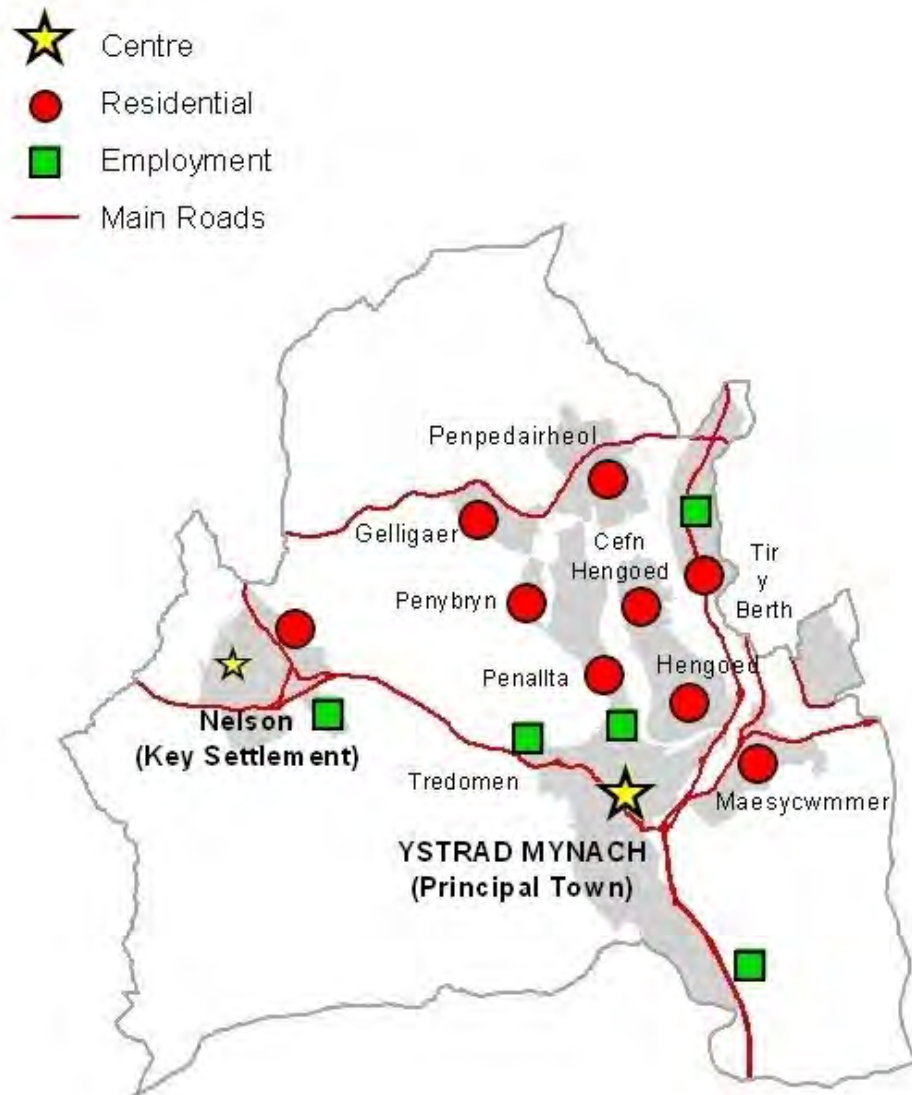 Centre
Residential
Employment
Main Roads
Penpedairheol
Gelligaer
Cefn
Hengoed
Tir
y
Berth
Penybryn
Penallta
Hengoed
Nelson
(Key Settlement)
Tredomen
Maesycwmmer
YSTRAD MYNACH
(Principal Town)